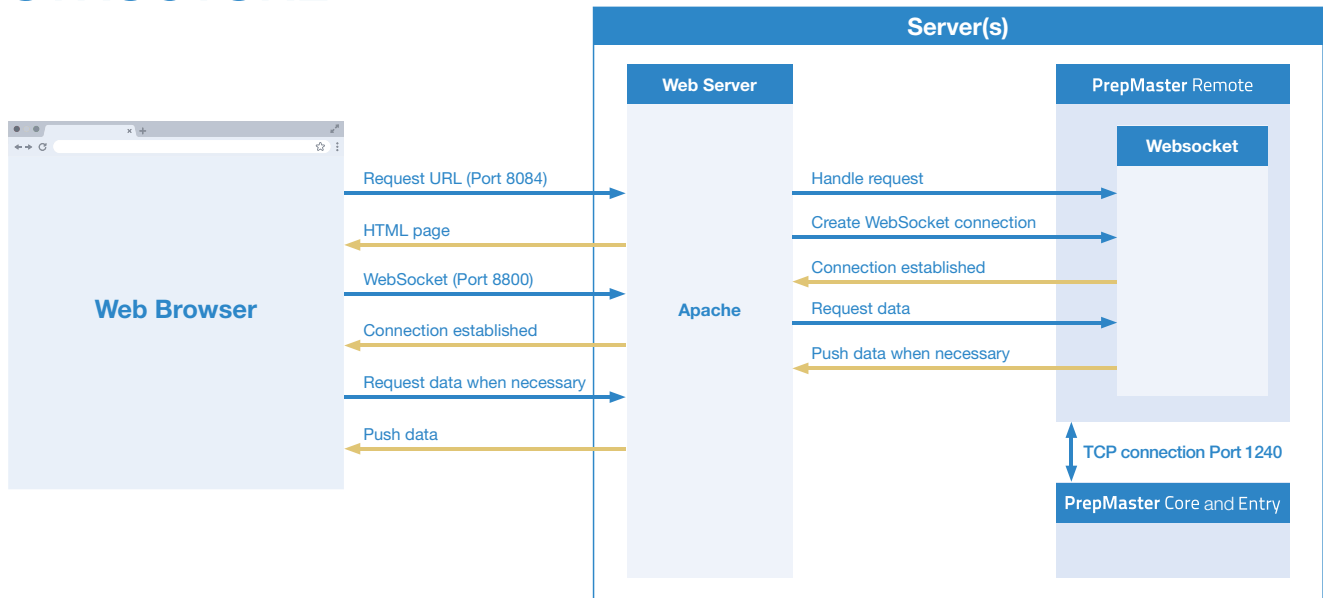 Server(s)
Web Server
PrepMaster Remote
Websocket
Request URL (Port 8084)
HTML page
WebSocket (Port 8800)
Web Browser
Connection established
Request data when necessary
Push data
Apache
Handle request
Create WebSocket connection
Connection established
Request data
Push data when necessary
TCP connection Port 1240
PrepMaster Core and Entry